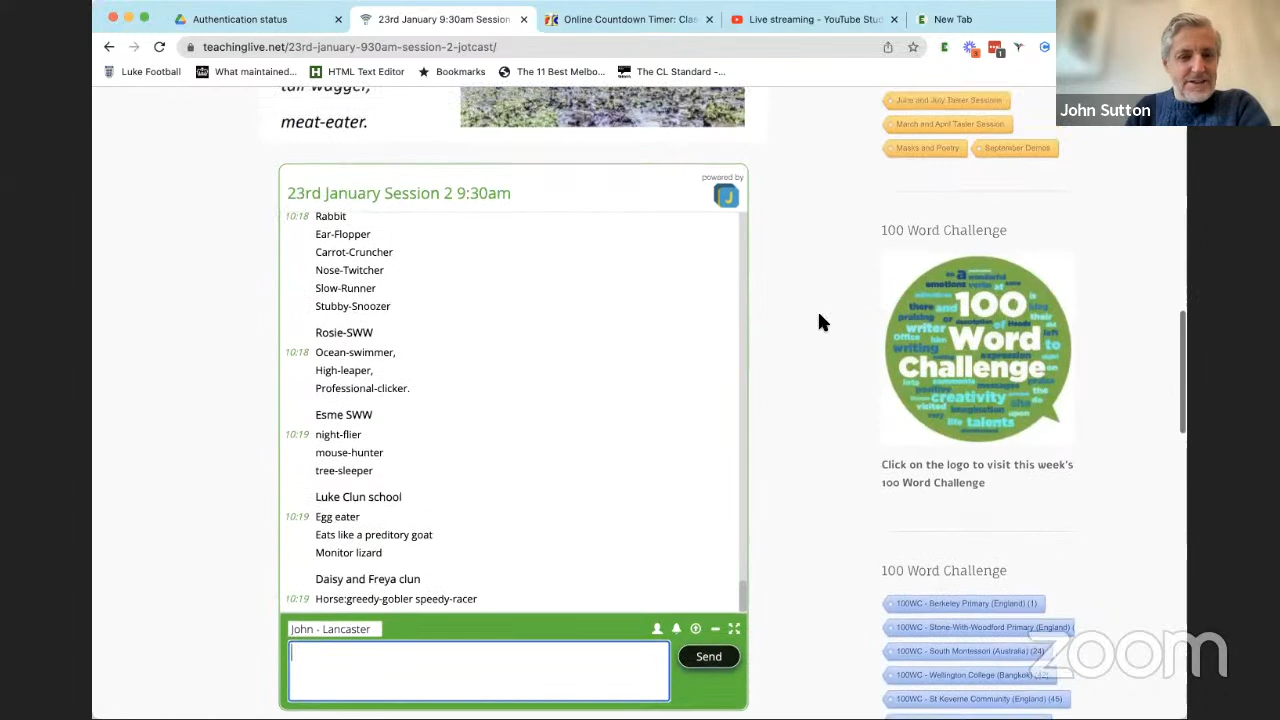 Authentication status
23rd January 9:30am Session
Online Countdown Timer: Clas
Live streaming - YouTube Stud
New Tab
teachinglive.net/23rd-january-930am-session-2-jotcast/
Luke Football
What maintained...
HTML Text Editor
Bookmarks
The 11 Best Melbo...
The CL Standard -...
John Sutton
tail wagger,
meat-eater.
June and July Taster Sessions
March and April Taster Session
Masks and Poetry
September Demos
powered by
J
23rd January Session 2 9:30am
10:18 Rabbit
Ear-Flopper
Carrot-Cruncher
Nose-Twitcher
Slow-Runner
Stubby-Snoozer
Rosie-SWW
10:18 Ocean-swimmer,
High-leaper,
Professional-clicker.
Esme SWW
10:19 night-flier
mouse-hunter
tree-sleeper
Luke Clun school
10:19 Egg eater
Eats like a preditory goat
Monitor lizard
Daisy and Freya clun
10:19 Horse:greedy-gobler speedy-racer
John - Lancaster
Send
100 Word Challenge
100
Word
Challenge
creativity
talents
Click on the logo to visit this week's
100 Word Challenge
100 Word Challenge
100WC - Berkeley Primary (England) (1)
100WC - Stone-With-Woodford Primary (England) (
100WC - South Montessori (Australia) (24)
100WC - Wellington College (Bangkok)
100WC - St Keverne Community (England) (45)
zoom